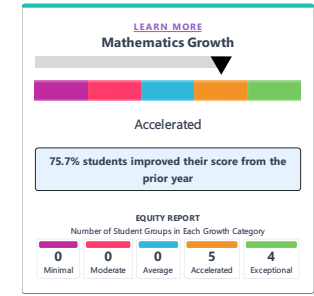 LEARN MORE
Mathematics Growth
Accelerated
75.7% students improved their score from the
prior year
EQUITY REPORT
Number of Student Groups in Each Growth Category
0 0 0 5 4
Minimal Moderate Average Accelerated Exceptional